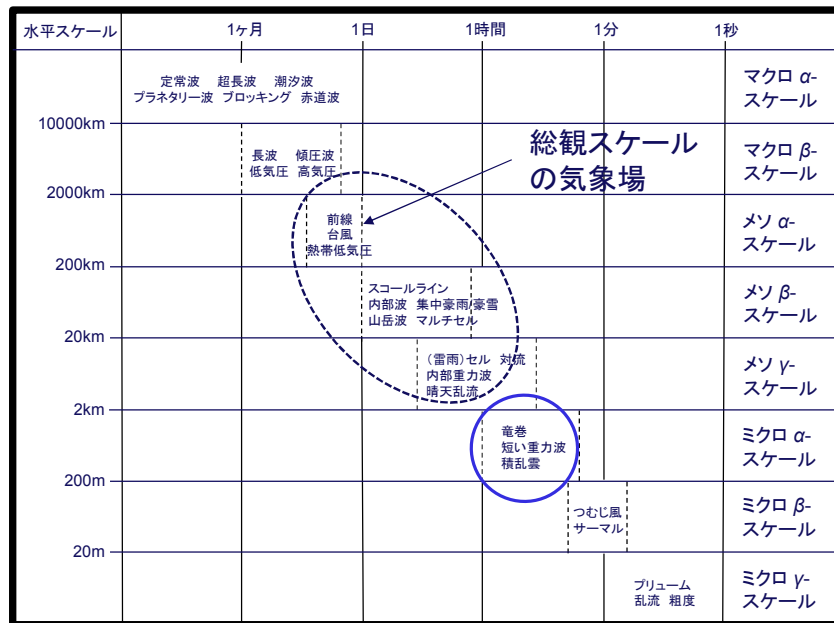 水平スケール 1ヶ月 1日 1時間 1分 1秒
定常波 超長波 潮汐波
プラネタリー波 ブロッキング 赤道波
マクロ α-
スケール
10000km
長波 傾圧波
低気圧 高気圧
総観スケール
の気象場
マクロ β-
スケール
2000km
前線
台風
熱帯低気圧
メソ α-
スケール
200km
スコールライン
内部波 集中豪雨/豪雪
山岳波 マルチセル
メソ β-
スケール
20km
(雷雨)セル 対流
内部重力波
晴天乱流
メソ γ-
スケール
2km
竜巻
短い重力波
積乱雲
ミクロ α-
スケール
200m
つむじ風
サーマル
ミクロ β-
スケール
20m
プリューム
乱流 粗度
ミクロ γ-
スケール